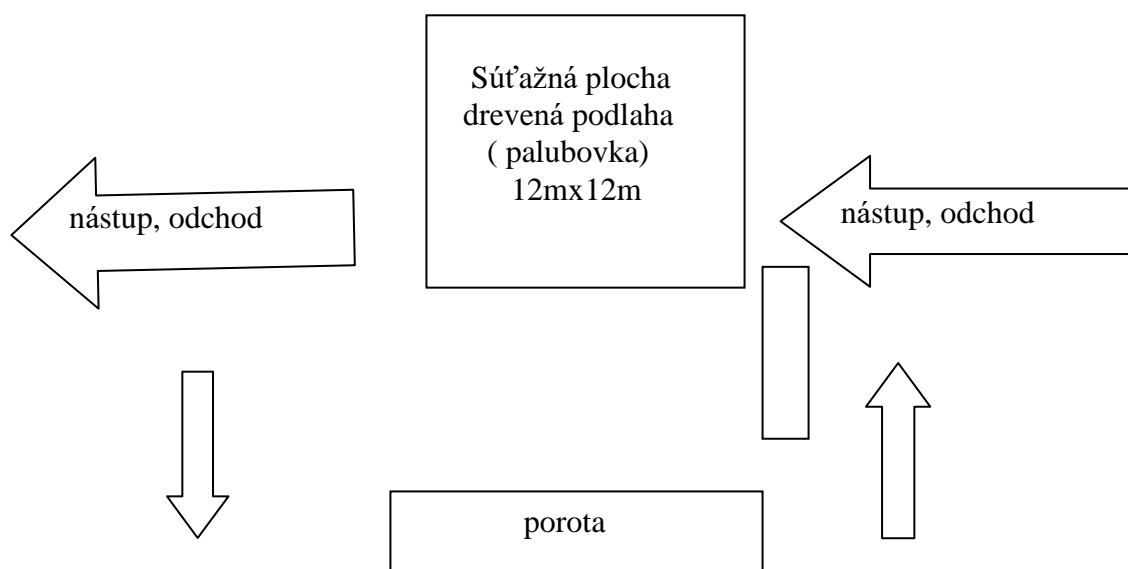 Súťažná plocha
drevená podlaha
( palubovka)
12mx12m
nástup, odchod
nástup, odchod
porota